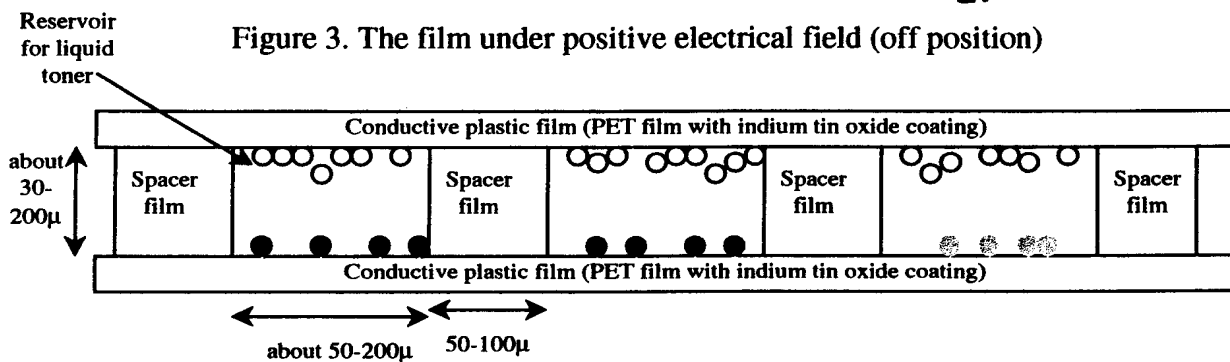 Reservoir
for liquid
toner
Figure 3. The film under positive electrical field (off position)
Conductive plastic film (PET film with indium tin oxide coating)
about
30-
200μ
Spacer
film
Spacer
film
Spacer
film
Spacer
film
Conductive plastic film (PET film with indium tin oxide coating)
about 50-200μ
50-100μ